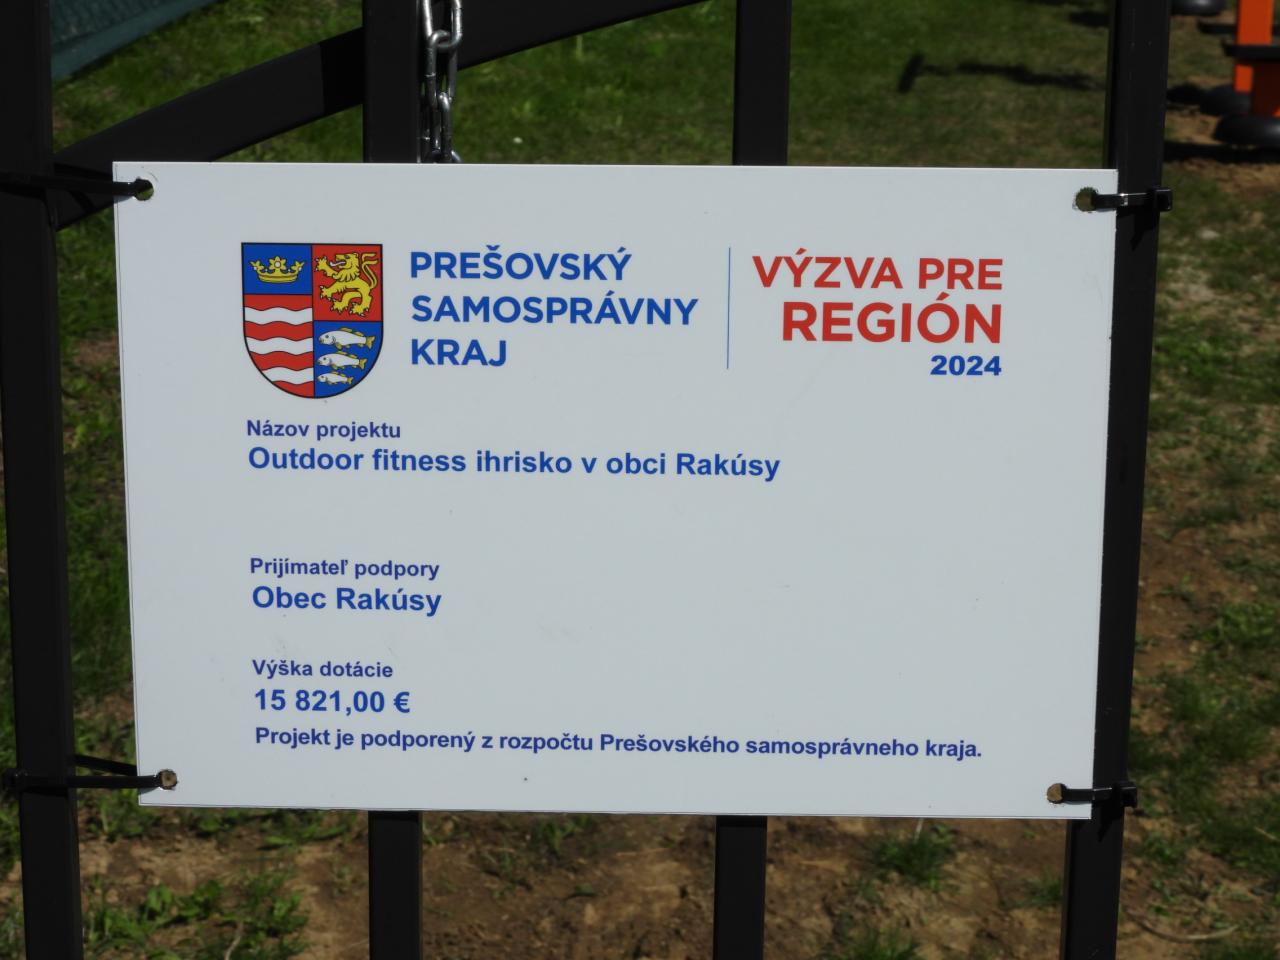 PREŠOVSKÝ
SAMOSPRÁVNY
KRAJ
VÝZVA PRE
REGIÓN
2024
Názov projektu
Outdoor fitness ihrisko v obci Rakúsy
Prijímateľ podpory
Obec Rakúsy
Výška dotácie
15 821,00 €
Projekt je podporený z rozpočtu Prešovského samosprávneho kraja.